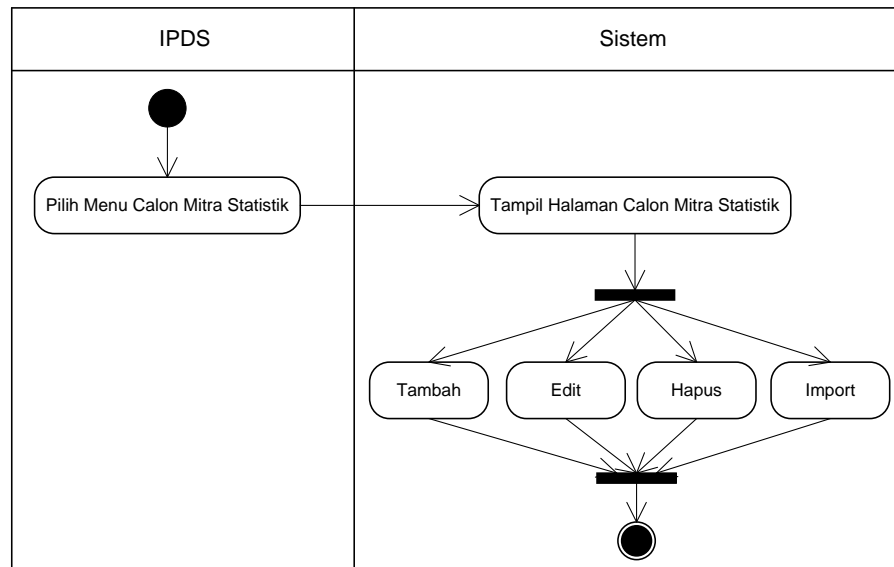 IPDS
Sistem
Pilih Menu Calon Mitra Statistik
Tampil Halaman Calon Mitra Statistik
Tambah
Edit
Hapus
Import